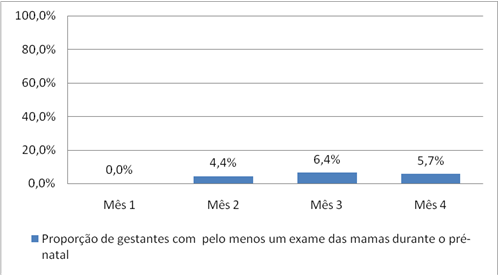 100,0%
80,0%
60,0%
40,0%
20,0%
0,0%
0,0%
4,4%
6,4%
5,7%
Mês 1
Mês 2
Mês 3
Mês 4
Proporção de gestantes com pelo menos um exame das mamas durante o pré-
natal